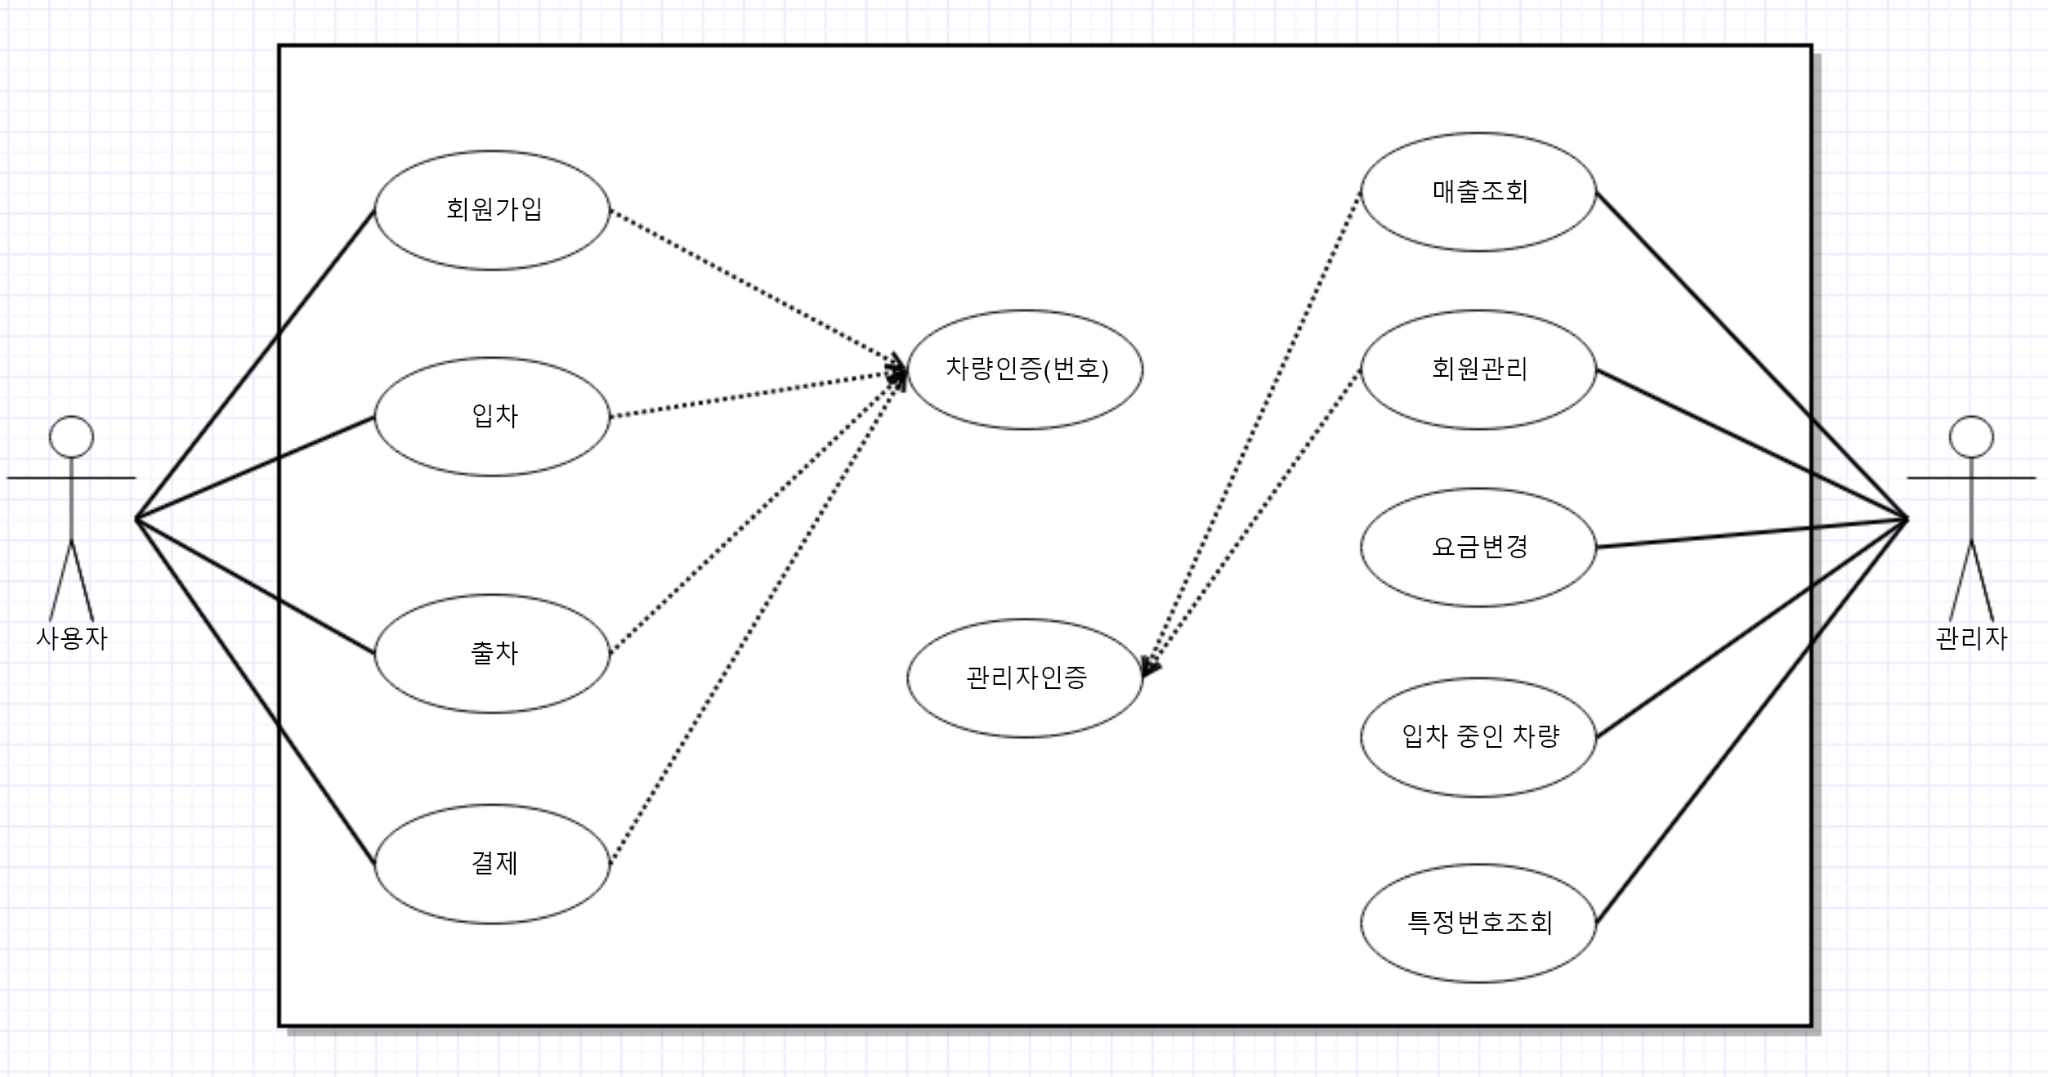 회원가입
입차
출차
결제
차량인증(번호)
관리자인증
매출조회
회원관리
요금변경
입차 중인 차량
특정번호조회
사용자
관리자